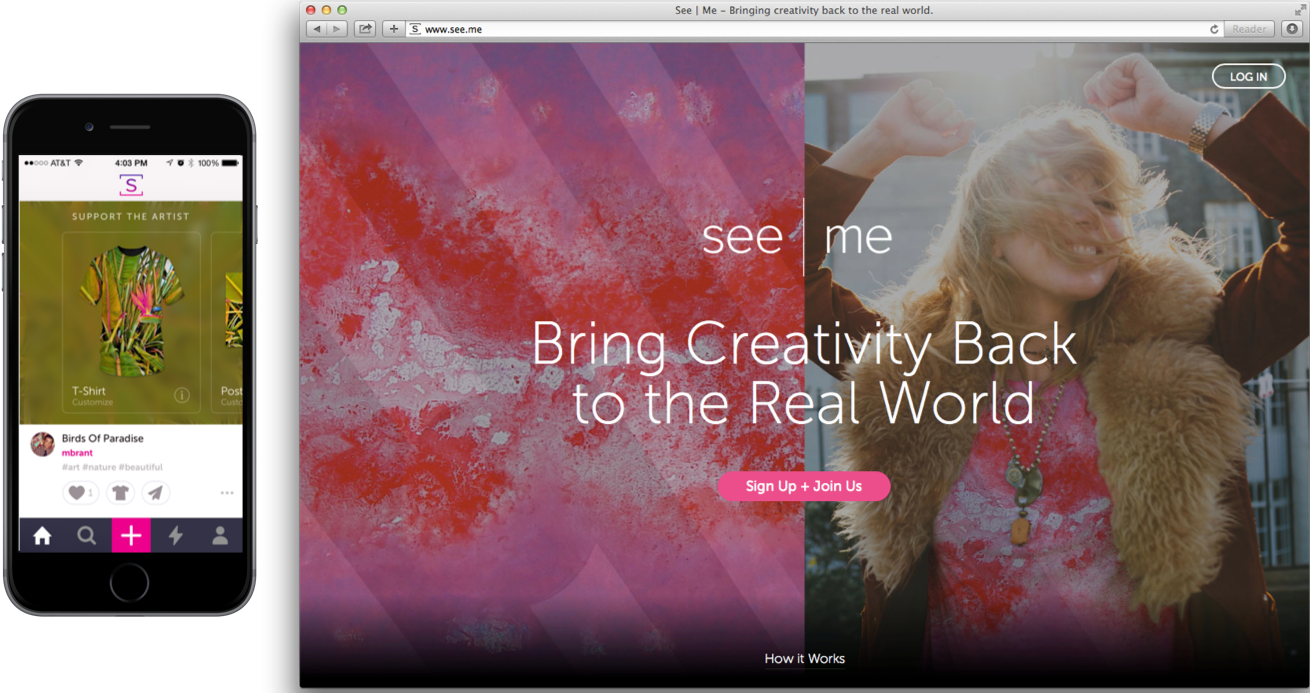 ●●○○○ AT&T 4:03 PM 100%
S
SUPPORT THE ARTIST
T-Shirt
Customize
i
Post
Custo
Birds Of Paradise
mbrant
#art #nature #beautiful
1
See | Me – Bringing creativity back to the real world.
S www.see.me
Reader
LOG IN
see | me
Bring Creativity Back
to the Real World
Sign Up + Join Us
How it Works